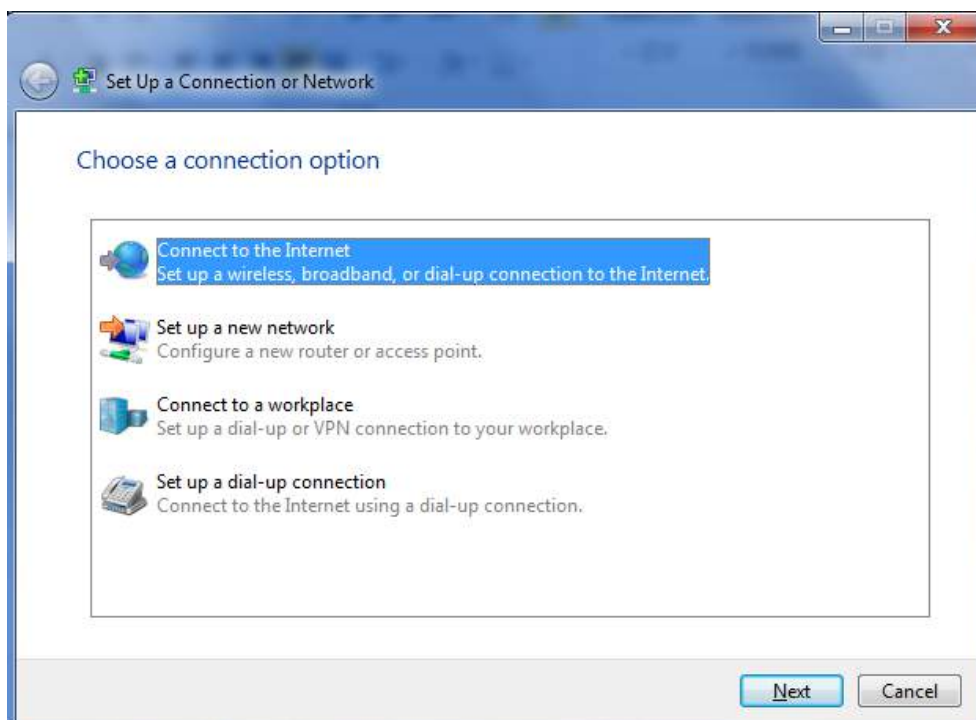 Set Up a Connection or Network
Choose a connection option
Connect to the Internet
Set up a wireless, broadband, or dial-up connection to the Internet.
Set up a new network
Configure a new router or access point.
Connect to a workplace
Set up a dial-up or VPN connection to your workplace.
Set up a dial-up connection
Connect to the Internet using a dial-up connection.
Next Cancel